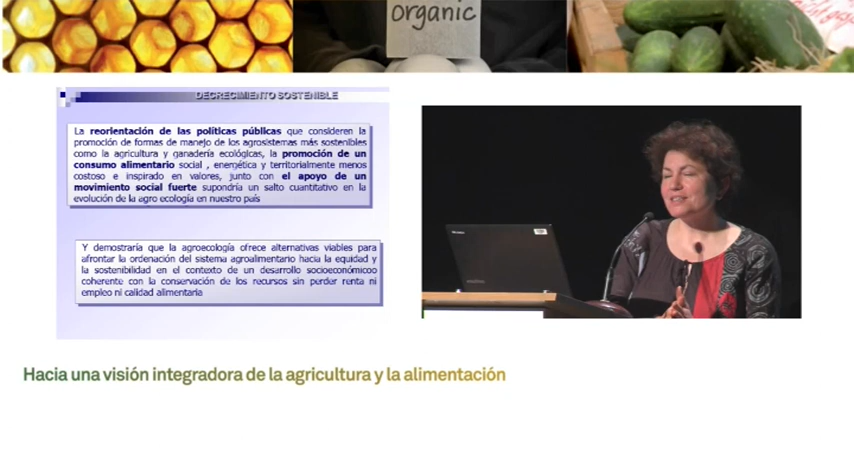 organic
DECRECIMIENTO SOSTENIBLE
La reorientación de las políticas públicas que consideren la
promoción de formas de manejo de los agrosistemas más sostenibles
como la agricultura y ganadería ecológicas, la promoción de un
consumo alimentario social , energética y territorialmente menos
costoso e inspirado en valores, junto con el apoyo de un
movimiento social fuerte supondría un salto cuantitativo en la
evolución de la agro ecología en nuestro país
Y demostraría que la agroecología ofrece alternativas viables para
afrontar la ordenación del sistema agroalimentario hacia la equidad y
la sostenibilidad en el contexto de un desarrollo socioeconómicoo
coherente con la conservación de los recursos sin perder renta ni
empleo ni calidad alimentaria
Hacia una visión integradora de la agricultura y la alimentación